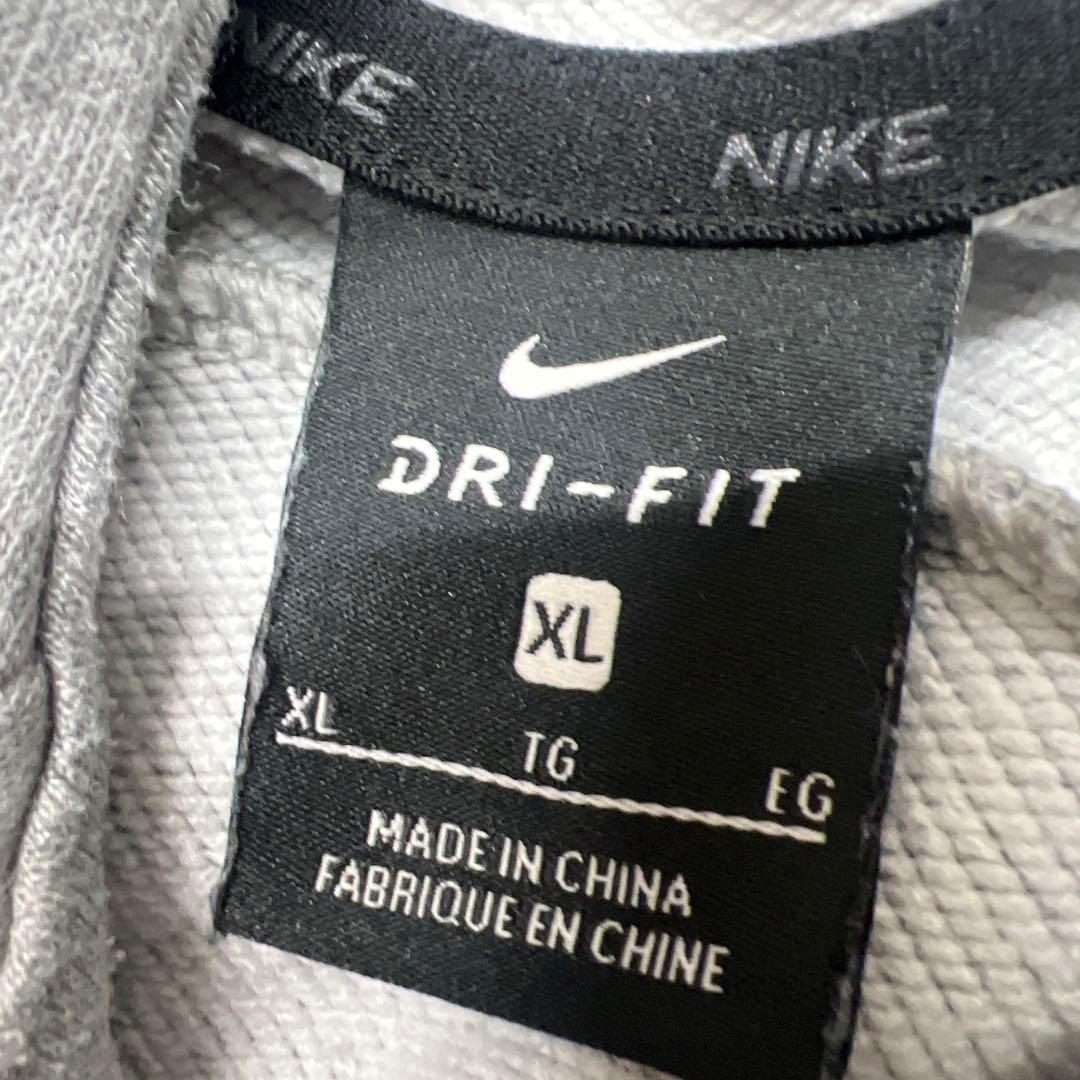 NIKE NIKE
DRI-FIT
XL
XL TG EG
MADE IN CHINA
FABRIQUE EN CHINE